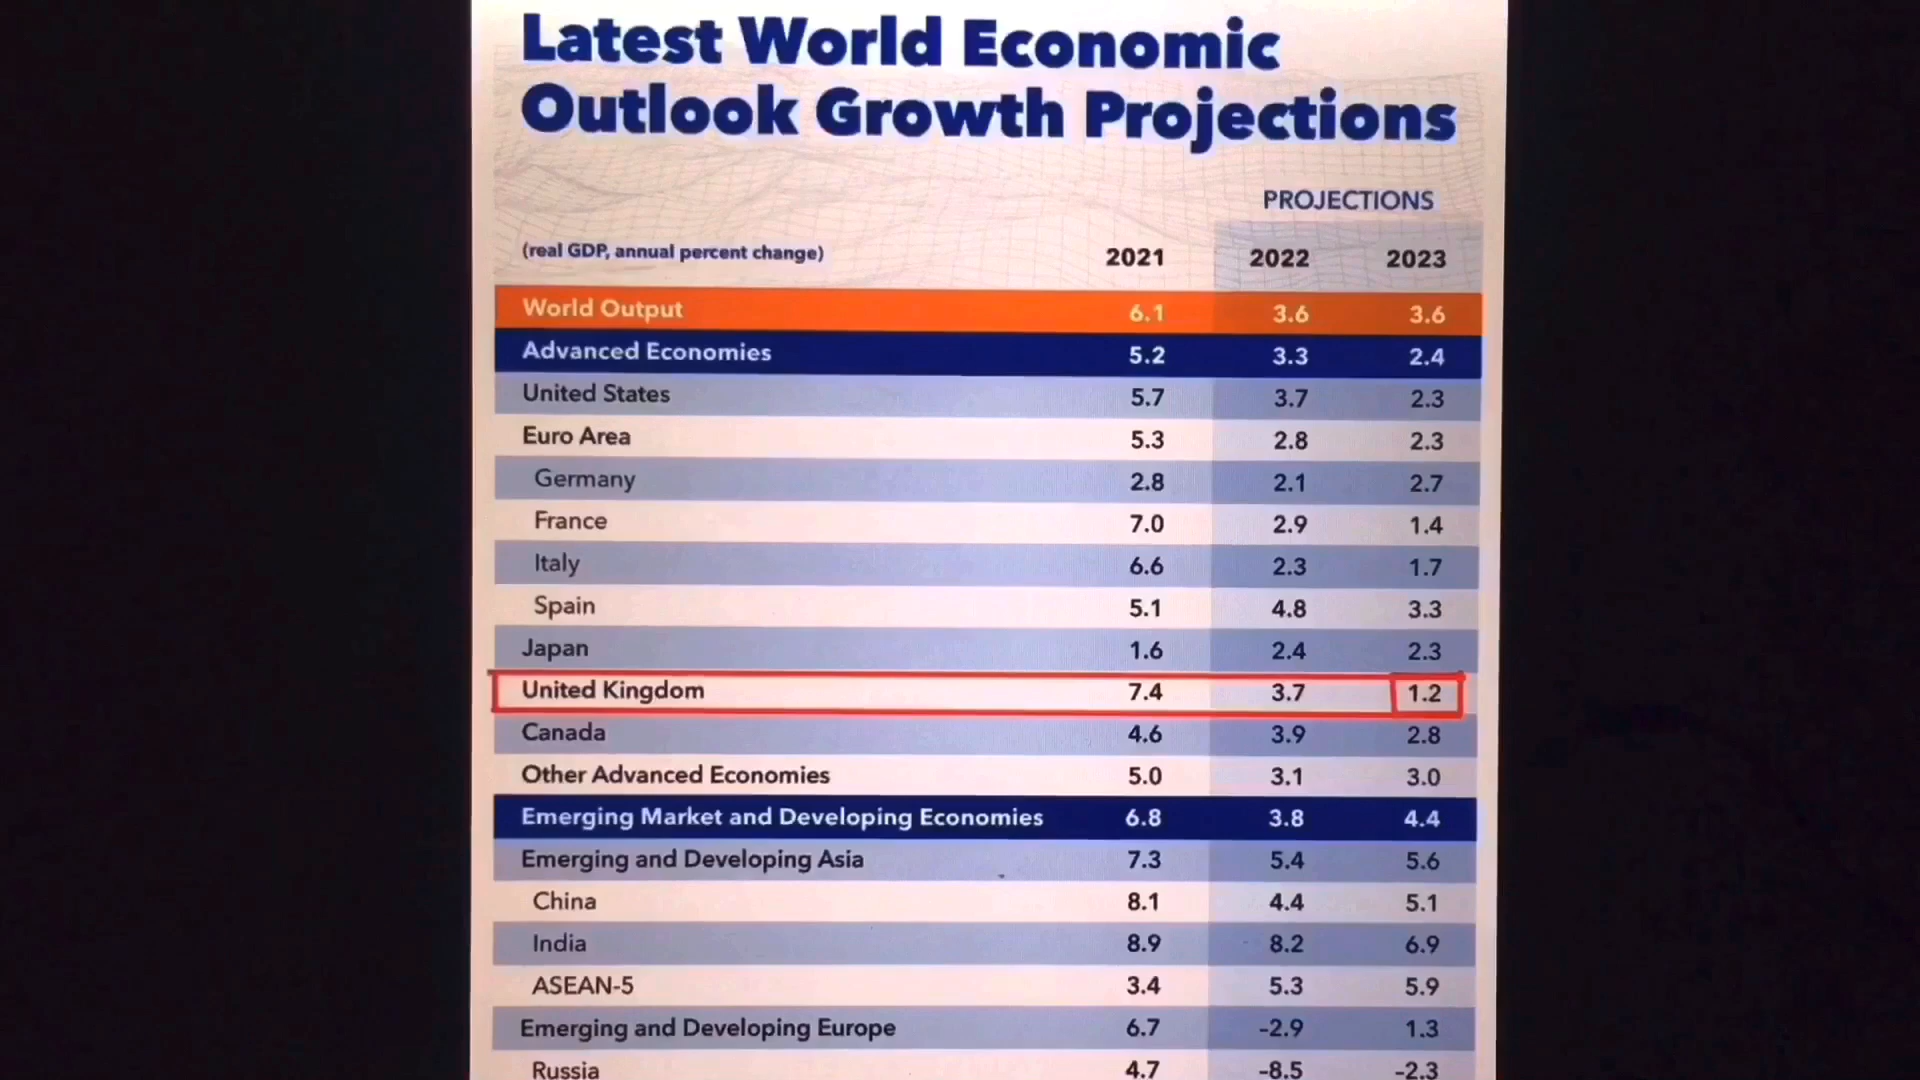 Latest World Economic
Outlook Growth Projections
PROJECTIONS
(real GDP, annual percent change) 2021 2022 2023
World Output 6.1 3.6 3.6
Advanced Economies 5.2 3.3 2.4
United States 5.7 3.7 2.3
Euro Area 5.3 2.8 2.3
Germany 2.8 2.1 2.7
France 7.0 2.9 1.4
Italy 6.6 2.3 1.7
Spain 5.1 4.8 3.3
Japan 1.6 2.4 2.3
United Kingdom 7.4 3.7 1.2
Canada 4.6 3.9 2.8
Other Advanced Economies 5.0 3.1 3.0
Emerging Market and Developing Economies 6.8 3.8 4.4
Emerging and Developing Asia 7.3 5.4 5.6
China 8.1 4.4 5.1
India 8.9 8.2 6.9
ASEAN-5 3.4 5.3 5.9
Emerging and Developing Europe 6.7 -2.9 1.3
Russia 4.7 -8.5 -2.3